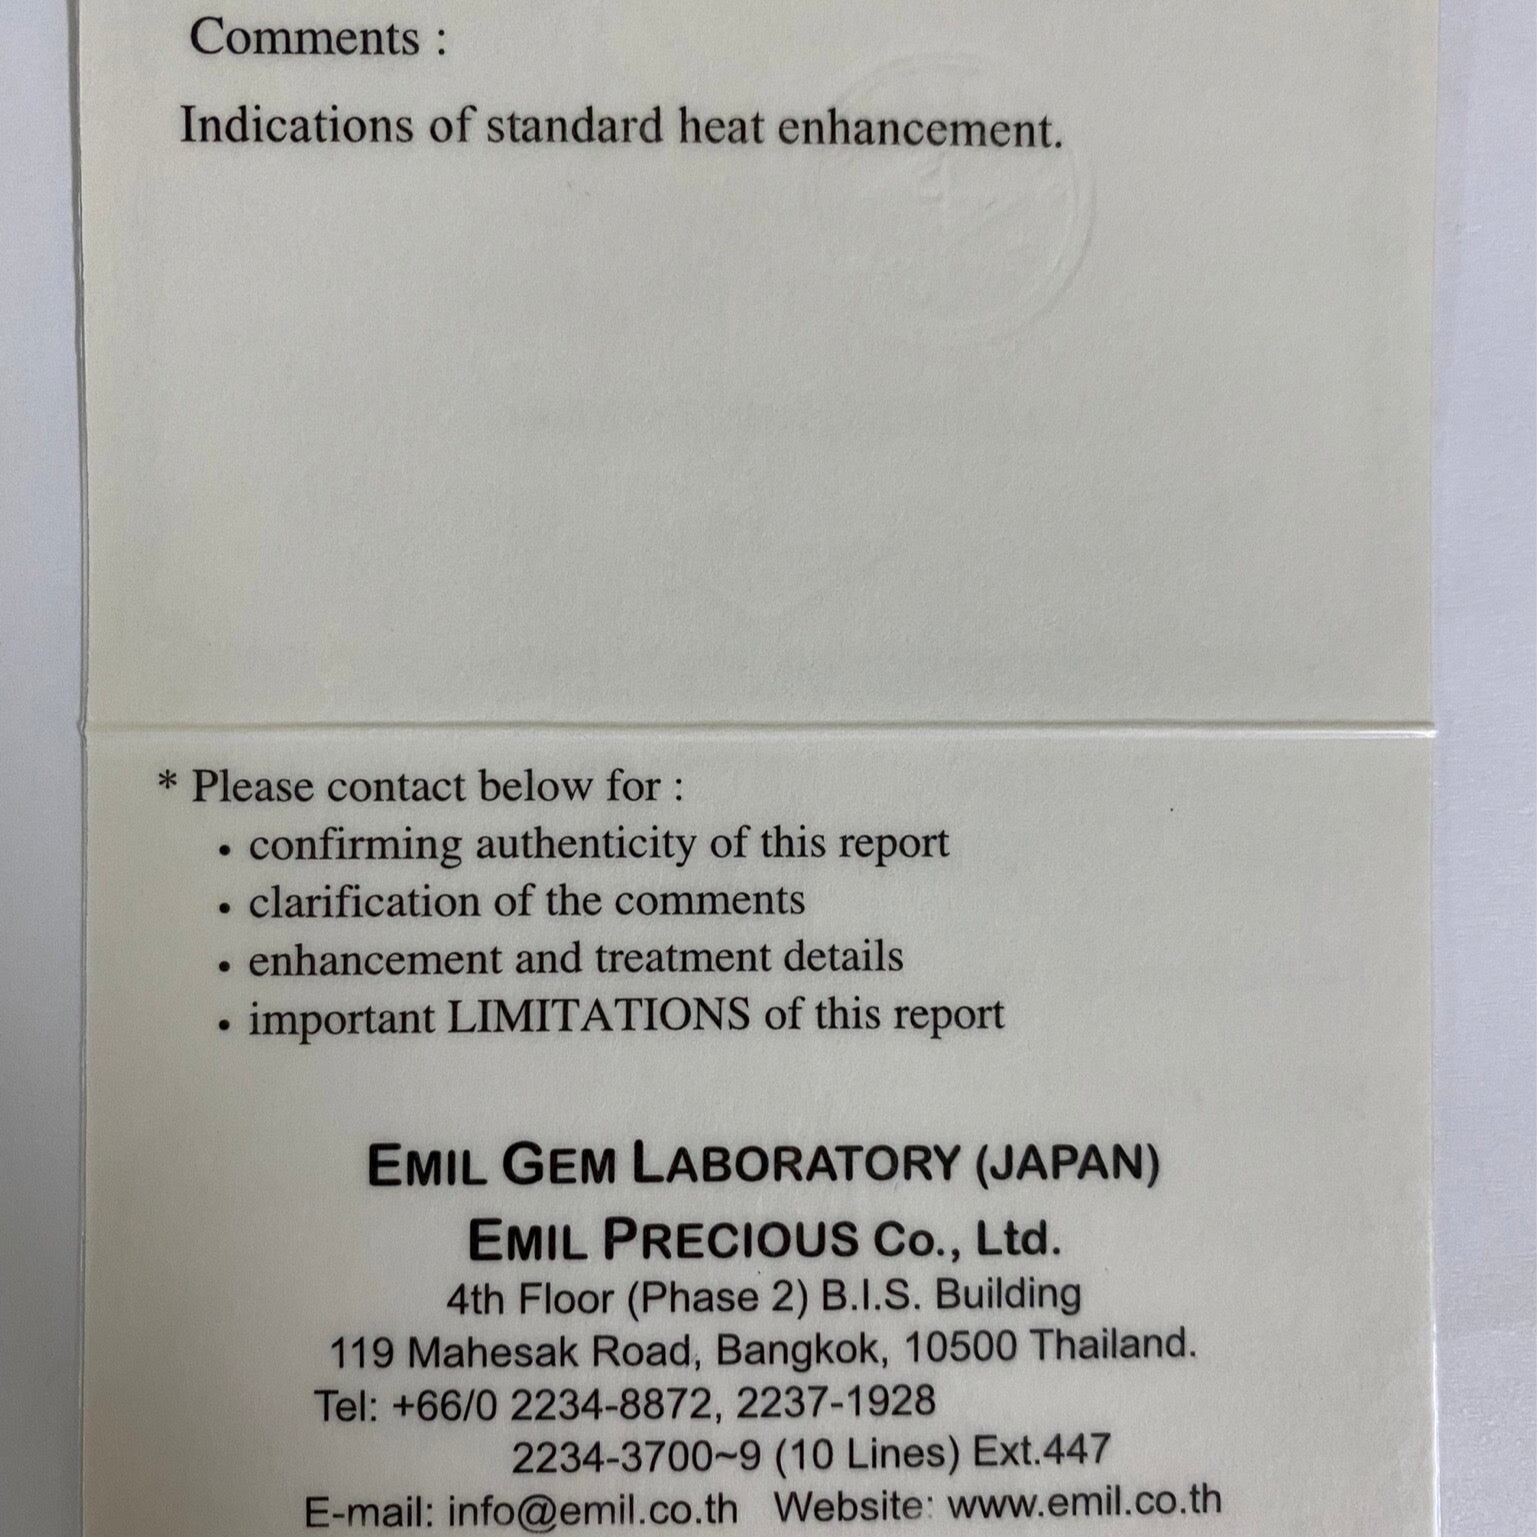 Comments :
Indications of standard heat enhancement.
* Please contact below for :
• confirming authenticity of this report
• clarification of the comments
• enhancement and treatment details
• important LIMITATIONS of this report
EMIL GEM LABORATORY (JAPAN)
EMIL PRECIOUS Co., Ltd.
4th Floor (Phase 2) B.I.S. Building
119 Mahesak Road, Bangkok, 10500 Thailand.
Tel: +66/0 2234-8872, 2237-1928
2234-3700~9 (10 Lines) Ext.447
E-mail: info@emil.co.th Website: www.emil.co.th